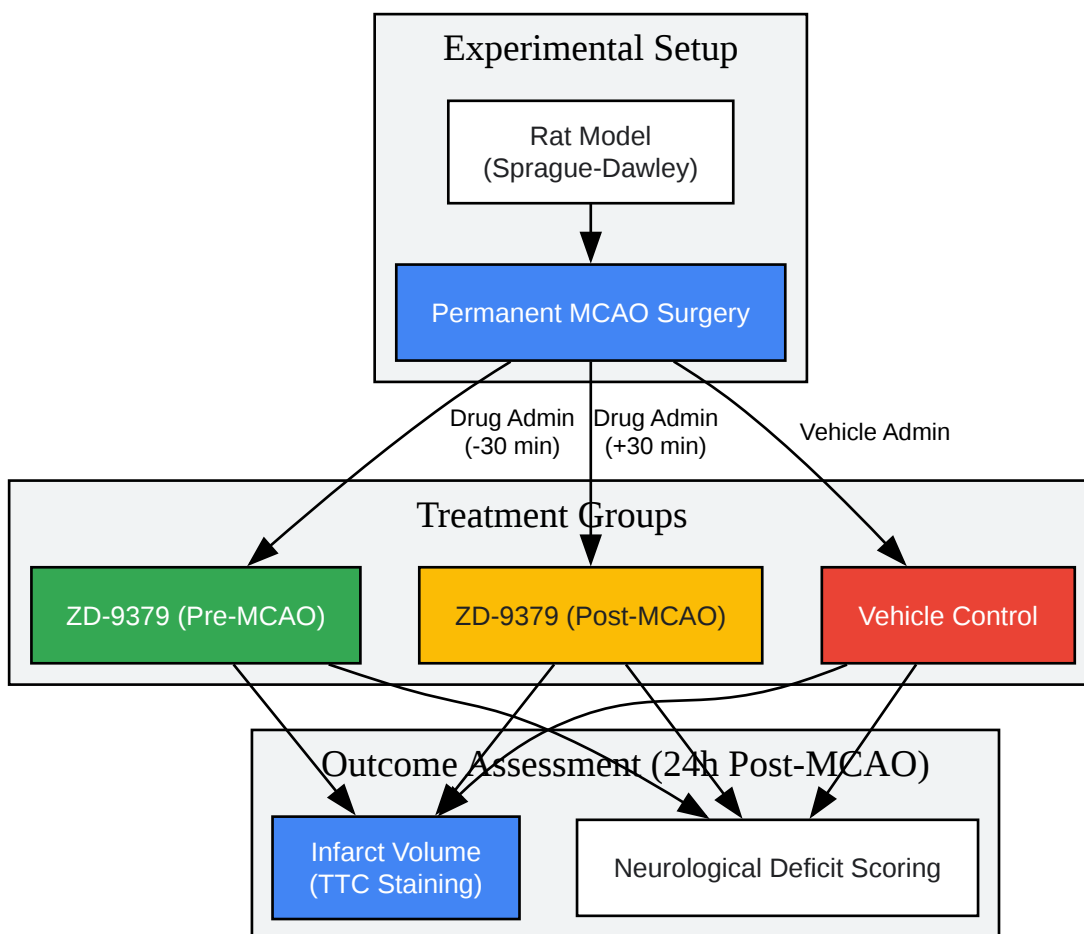 Experimental Setup
Rat Model
(Sprague-Dawley)
Permanent MCAO Surgery
Drug Admin
(-30 min)
Drug Admin
(+30 min)
Vehicle Admin
Treatment Groups
ZD-9379 (Pre-MCAO)
ZD-9379 (Post-MCAO)
Vehicle Control
Outcome Assessment (24h Post-MCAO)
Infarct Volume
(TTC Staining)
Neurological Deficit Scoring